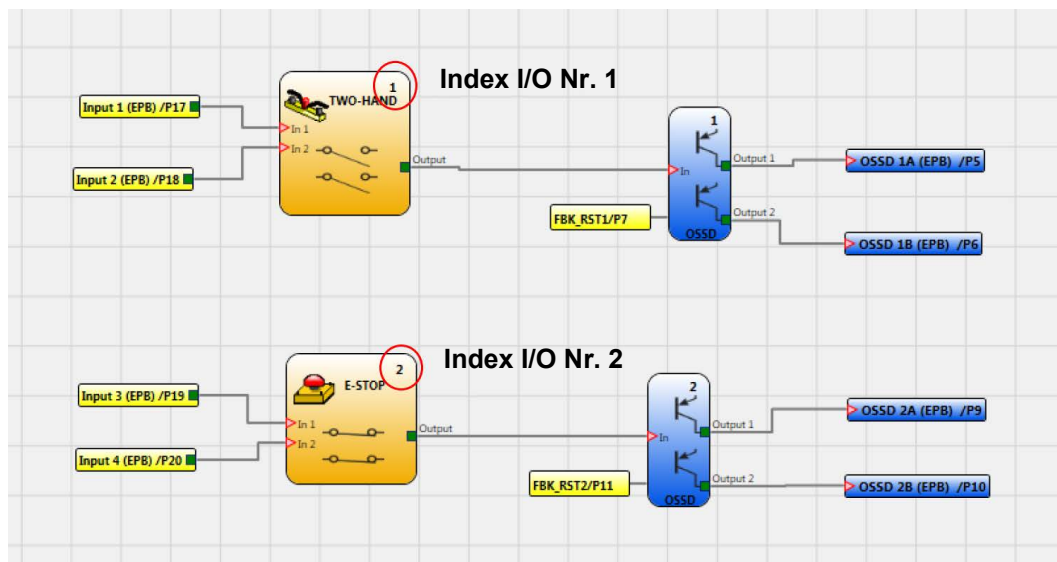 Index I/O Nr. 1
Input 1 (EPB) /P17
Input 2 (EPB) /P18
1
TWO-HAND
In 1
In 2
Output
1
In
Output 1
Output 2
OSSD
FBK_RST1/P7
OSSD 1A (EPB) /P5
OSSD 1B (EPB) /P6
Index I/O Nr. 2
Input 3 (EPB) /P19
Input 4 (EPB) /P20
2
E-STOP
In 1
In 2
Output
2
In
Output 1
Output 2
OSSD
FBK_RST2/P11
OSSD 2A (EPB) /P9
OSSD 2B (EPB) /P10